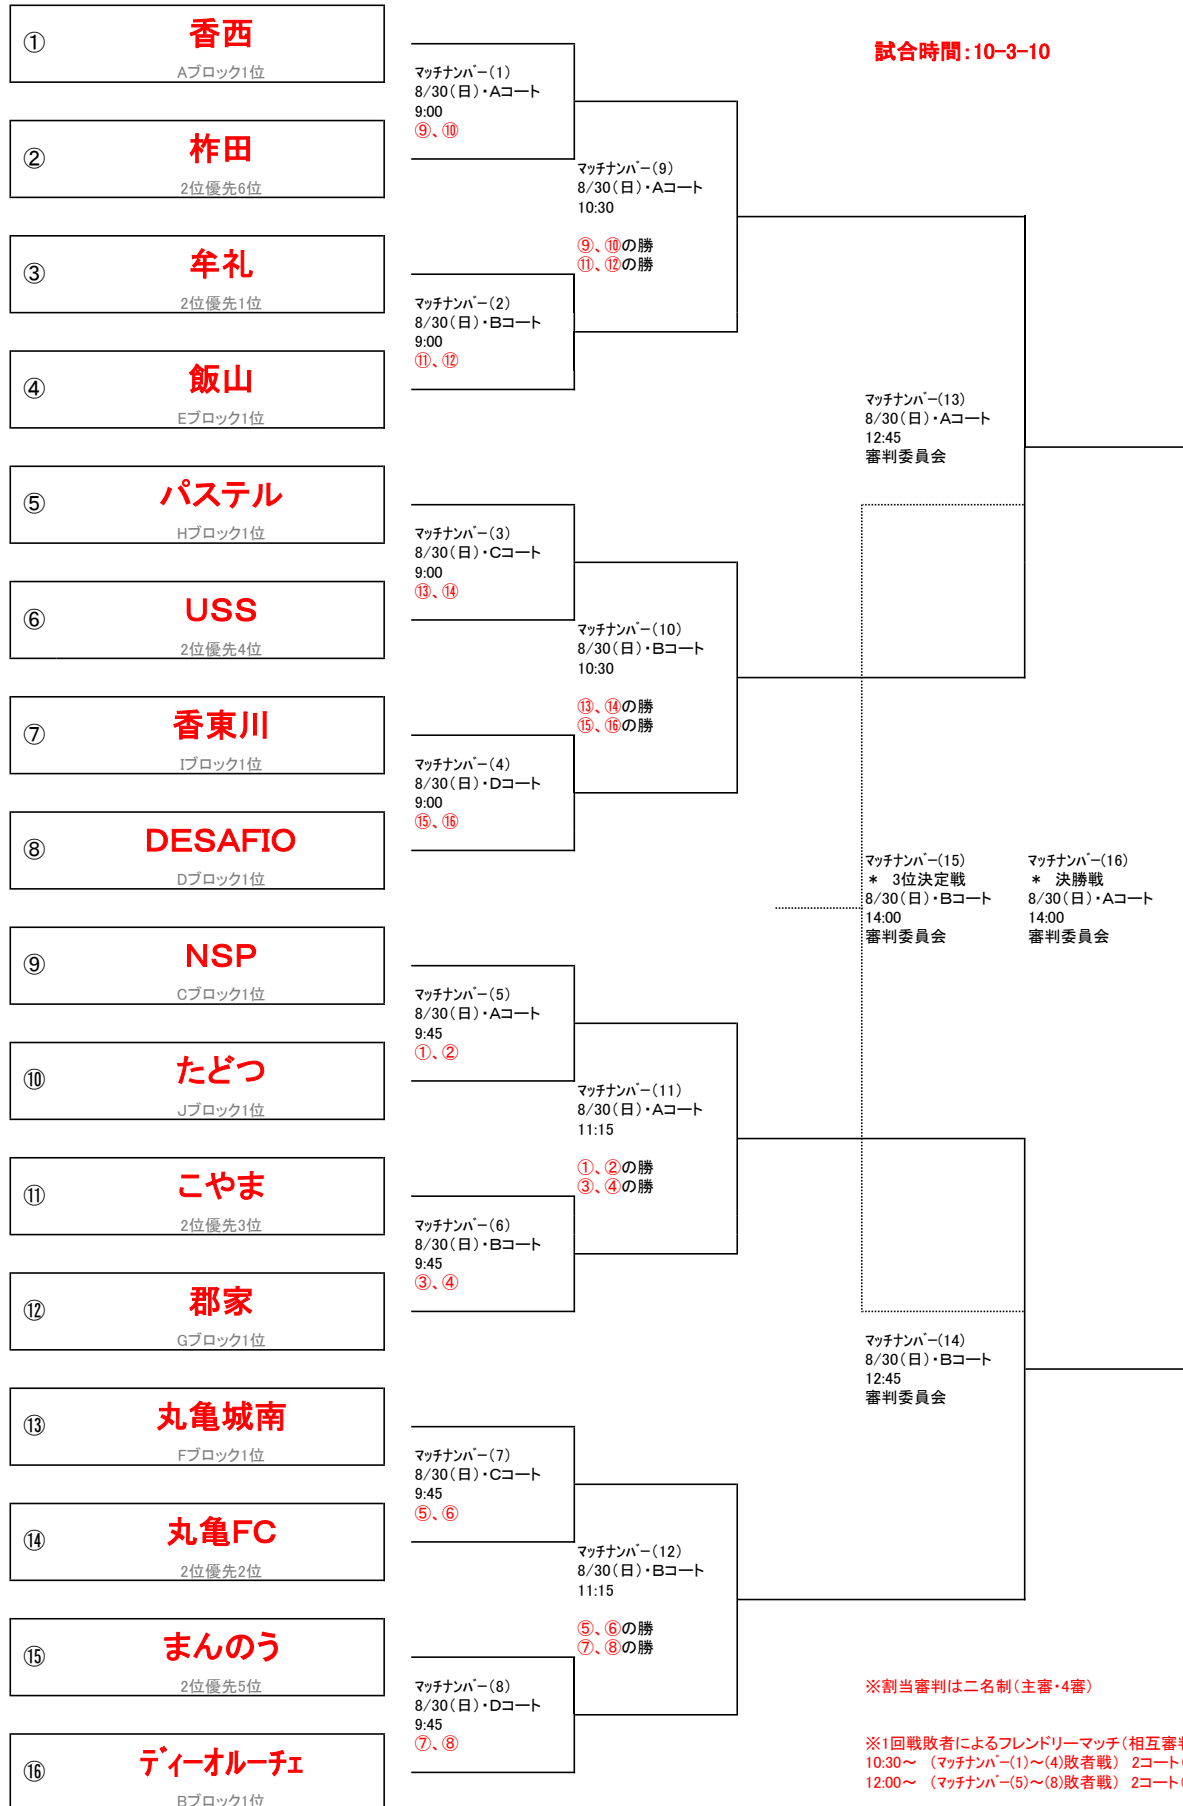 ① 香西
Aブロック1位
② 柞田
2位優先6位
③ 牟礼
2位優先1位
④ 飯山
Eブロック1位
⑤ パステル
Hブロック1位
⑥ USS
2位優先4位
⑦ 香東川
Iブロック1位
⑧ DESAFIO
Dブロック1位
⑨ NSP
Cブロック1位
⑩ たどつ
Jブロック1位
⑪ こやま
2位優先3位
⑫ 郡家
Gブロック1位
⑬ 丸亀城南
Fブロック1位
⑭ 丸亀FC
2位優先2位
⑮ まんのう
2位優先5位
⑯ ディーオルーチェ
Bブロック1位
マッチナンバー(1)
8/30(日)・Aコート
9:00
⑨、⑩
マッチナンバー(2)
8/30(日)・Bコート
9:00
⑪、⑫
マッチナンバー(3)
8/30(日)・Cコート
9:00
⑬、⑭
マッチナンバー(4)
8/30(日)・Dコート
9:00
⑮、⑯
マッチナンバー(5)
8/30(日)・Aコート
9:45
①、②
マッチナンバー(6)
8/30(日)・Bコート
9:45
③、④
マッチナンバー(7)
8/30(日)・Cコート
9:45
⑤、⑥
マッチナンバー(8)
8/30(日)・Dコート
9:45
⑦、⑧
マッチナンバー(9)
8/30(日)・Aコート
10:30
⑨、⑩の勝
⑪、⑫の勝
マッチナンバー(10)
8/30(日)・Bコート
10:30
⑬、⑭の勝
⑮、⑯の勝
マッチナンバー(11)
8/30(日)・Aコート
11:15
①、②の勝
③、④の勝
マッチナンバー(12)
8/30(日)・Bコート
11:15
⑤、⑥の勝
⑦、⑧の勝
試合時間:10-3-10
マッチナンバー(13)
8/30(日)・Aコート
12:45
審判委員会
マッチナンバー(15)
* 3位決定戦
8/30(日)・Bコート
14:00
審判委員会
マッチナンバー(16)
* 決勝戦
8/30(日)・Aコート
14:00
審判委員会
マッチナンバー(14)
8/30(日)・Bコート
12:45
審判委員会
※割当審判は二名制(主審・4審)
※1回戦敗者によるフレンドリーマッチ(相互審判
10:30~ (マッチナンバー(1)~(4)敗者戦) 2コート(
12:00~ (マッチナンバー(5)~(8)敗者戦) 2コート(